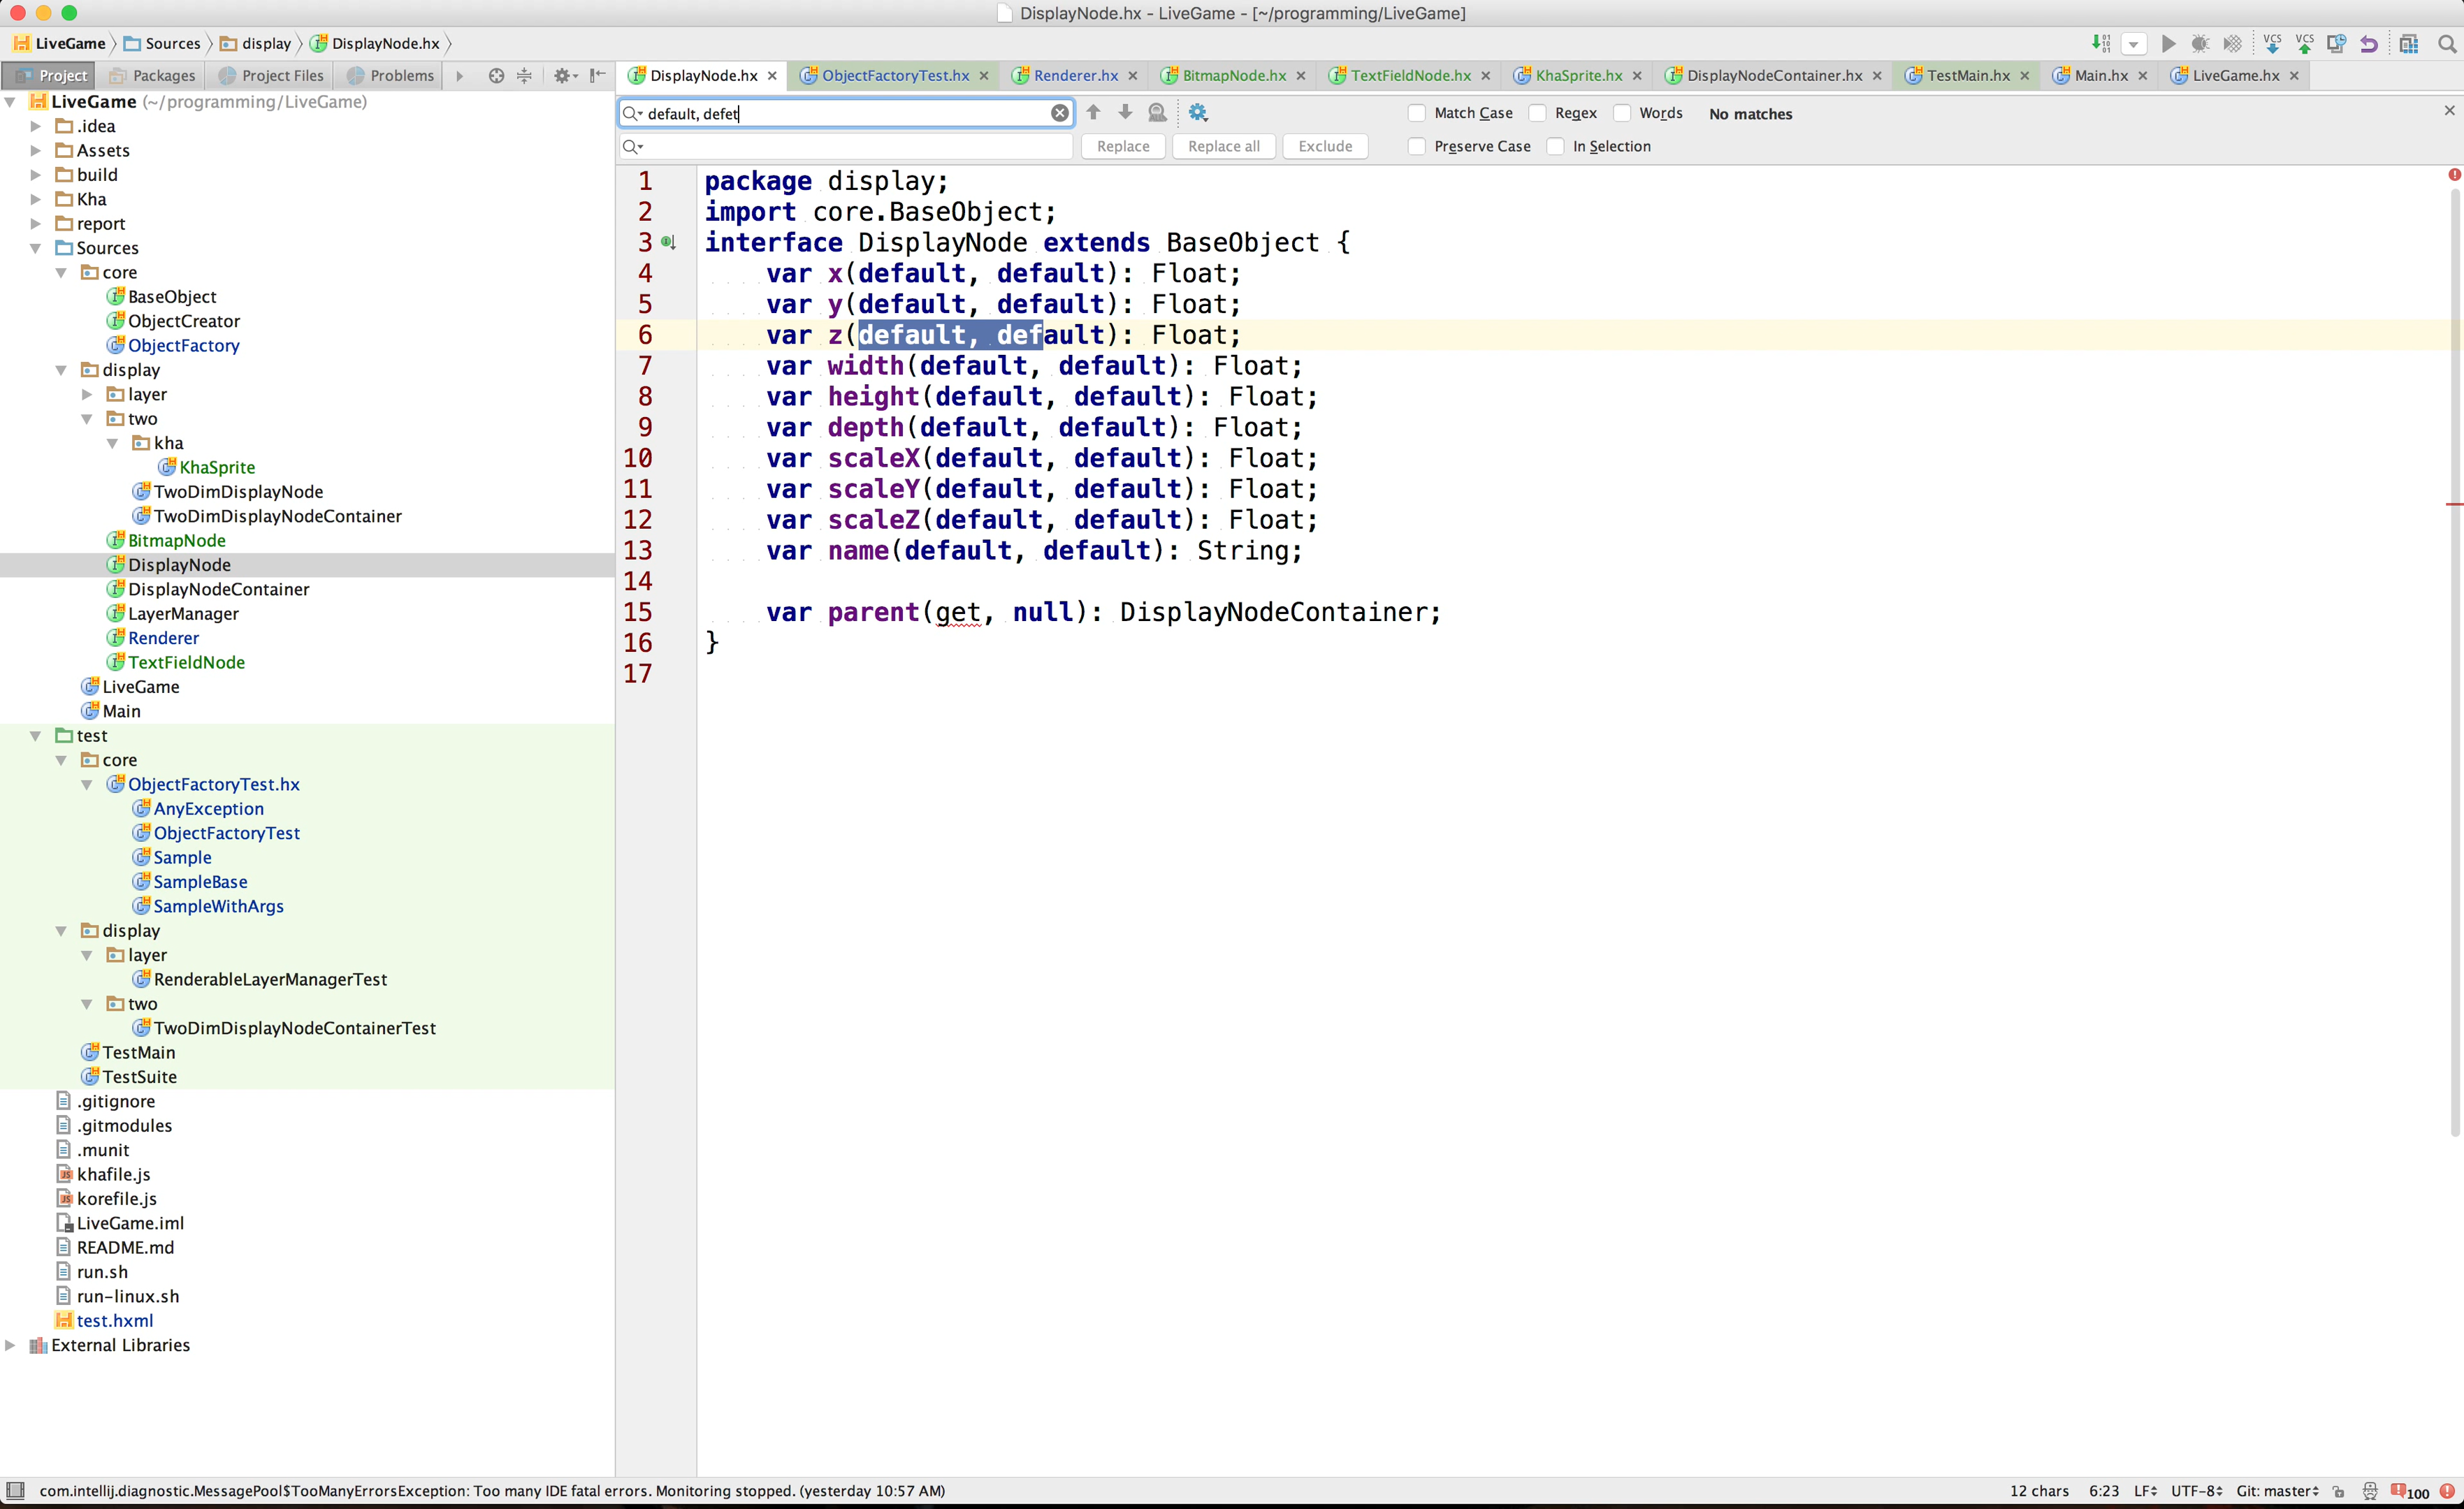 DisplayNode.hx - LiveGame - [~/programming/LiveGame]
LiveGame Sources display DisplayNode.hx
VCS VCS
Project Packages Project Files Problems
DisplayNode.hx ObjectFactoryTest.hx Renderer.hx BitmapNode.hx TextFieldNode.hx KhaSprite.hx DisplayNodeContainer.hx TestMain.hx Main.hx LiveGame.hx
default, defet
Match Case Regex Words No matches
Replace Replace all Exclude Preserve Case In Selection
LiveGame (~/programming/LiveGame)
.idea
Assets
build
Kha
report
Sources
core
BaseObject
ObjectCreator
ObjectFactory
display
layer
two
kha
KhaSprite
TwoDimDisplayNode
TwoDimDisplayNodeContainer
BitmapNode
DisplayNode
DisplayNodeContainer
LayerManager
Renderer
TextFieldNode
LiveGame
Main
test
core
ObjectFactoryTest.hx
AnyException
ObjectFactoryTest
Sample
SampleBase
SampleWithArgs
display
layer
RenderableLayerManagerTest
two
TwoDimDisplayNodeContainerTest
TestMain
TestSuite
.gitignore
.gitmodules
.munit
khafile.js
korefile.js
LiveGame.iml
README.md
run.sh
run-linux.sh
test.hxml
External Libraries
1 package display;
2 import core.BaseObject;
3 interface DisplayNode extends BaseObject {
4 var x(default, default): Float;
5 var y(default, default): Float;
6 var z(default, default): Float;
7 var width(default, default): Float;
8 var height(default, default): Float;
9 var depth(default, default): Float;
10 var scaleX(default, default): Float;
11 var scaleY(default, default): Float;
12 var scaleZ(default, default): Float;
13 var name(default, default): String;
14
15 var parent(get, null): DisplayNodeContainer;
16 }
17
com.intellij.diagnostic.MessagePool$TooManyErrorsException: Too many IDE fatal errors. Monitoring stopped. (yesterday 10:57 AM)
12 chars 6:23 LF UTF-8 Git: master 100